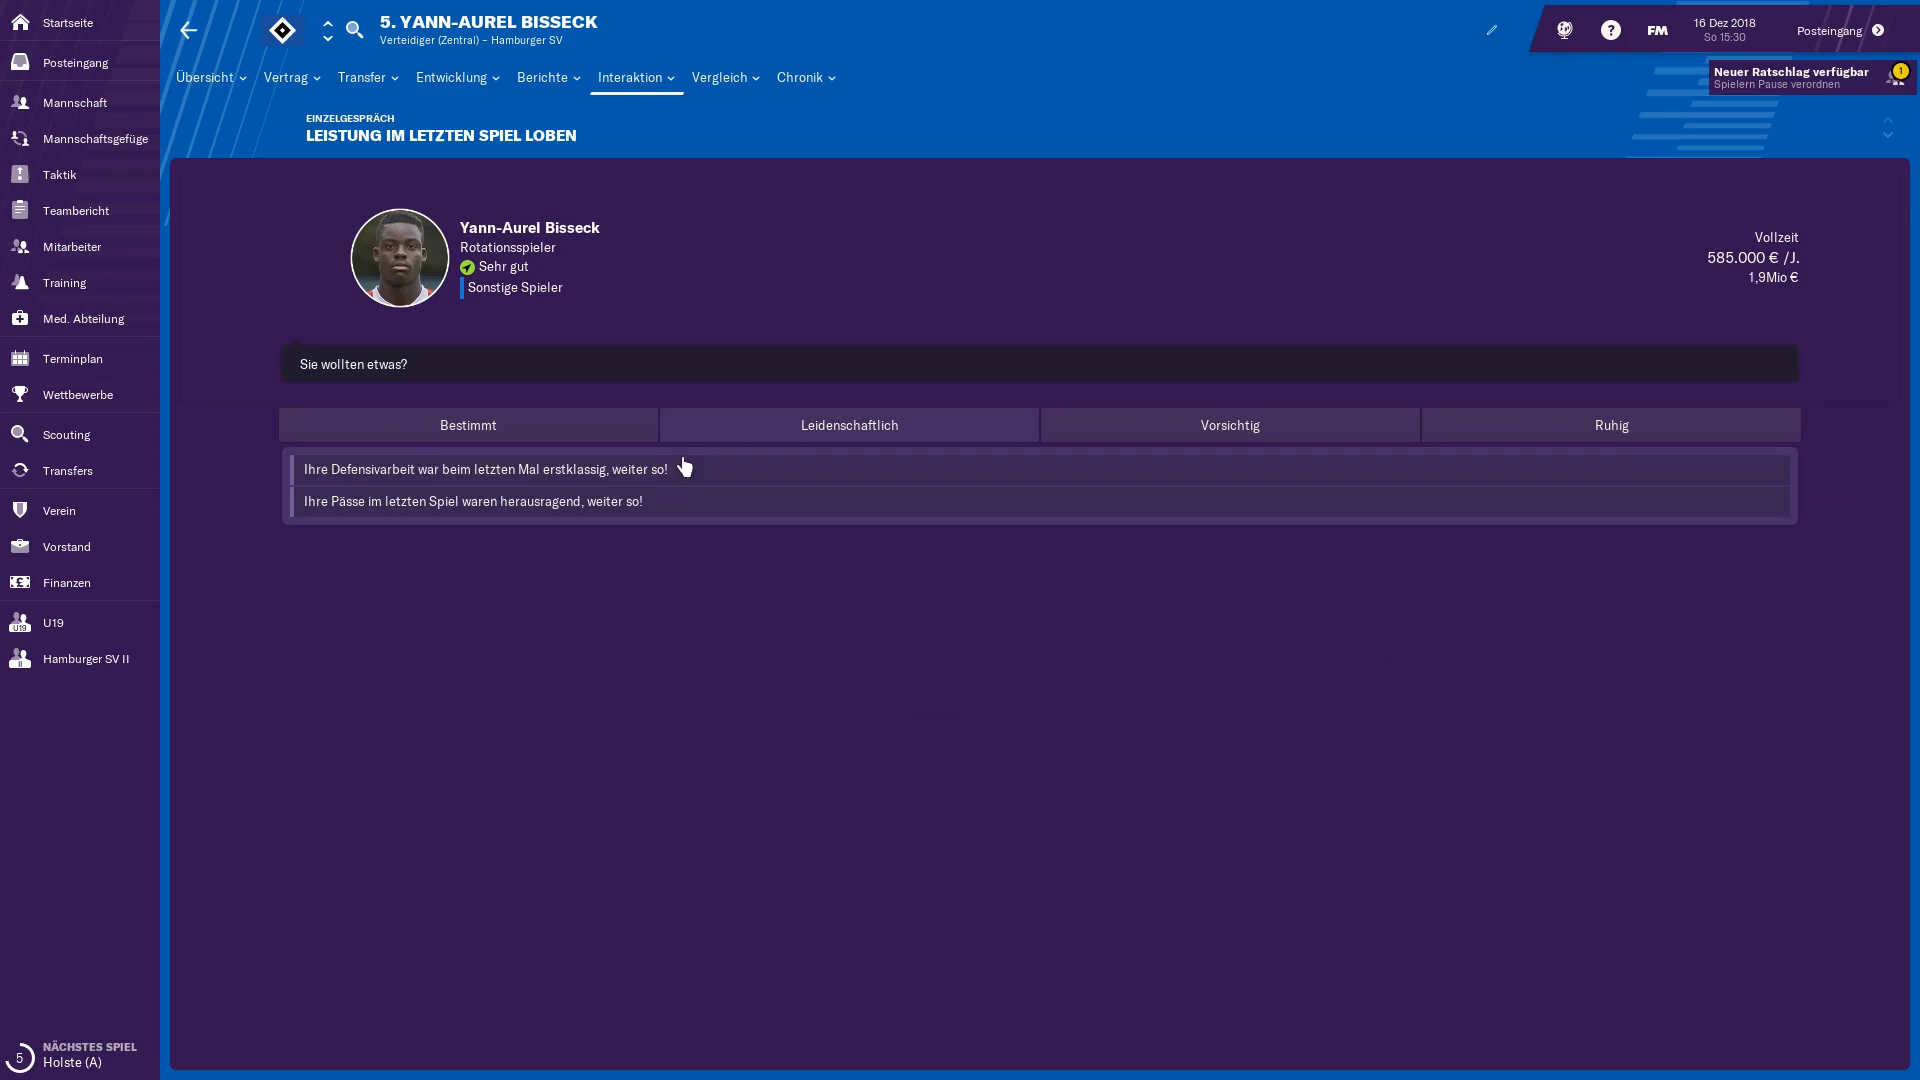 Startseite
Posteingang
Mannschaft
Mannschaftsgefüge
Taktik
Teambericht
Mitarbeiter
Training
Med. Abteilung
Terminplan
Wettbewerbe
Scouting
Transfers
Verein
Vorstand
Finanzen
U19
U19
II
Hamburger SV II
5
NÄCHSTES SPIEL
Holste (A)
5. YANN-AUREL BISSECK
Verteidiger (Zentral) – Hamburger SV
?
FM
16 Dez 2018
So 15:30
Posteingang
Übersicht Vertrag Transfer Entwicklung Berichte Interaktion Vergleich Chronik
Neuer Ratschlag verfügbar
Spielern Pause verordnen
1
EINZELGESPRÄCH
LEISTUNG IM LETZTEN SPIEL LOBEN
Yann-Aurel Bisseck
Rotationsspieler
Sehr gut
Sonstige Spieler
Vollzeit
585.000 € /J.
1,9Mio €
Sie wollten etwas?
Bestimmt Leidenschaftlich Vorsichtig Ruhig
Ihre Defensivarbeit war beim letzten Mal erstklassig, weiter so!
Ihre Pässe im letzten Spiel waren herausragend, weiter so!